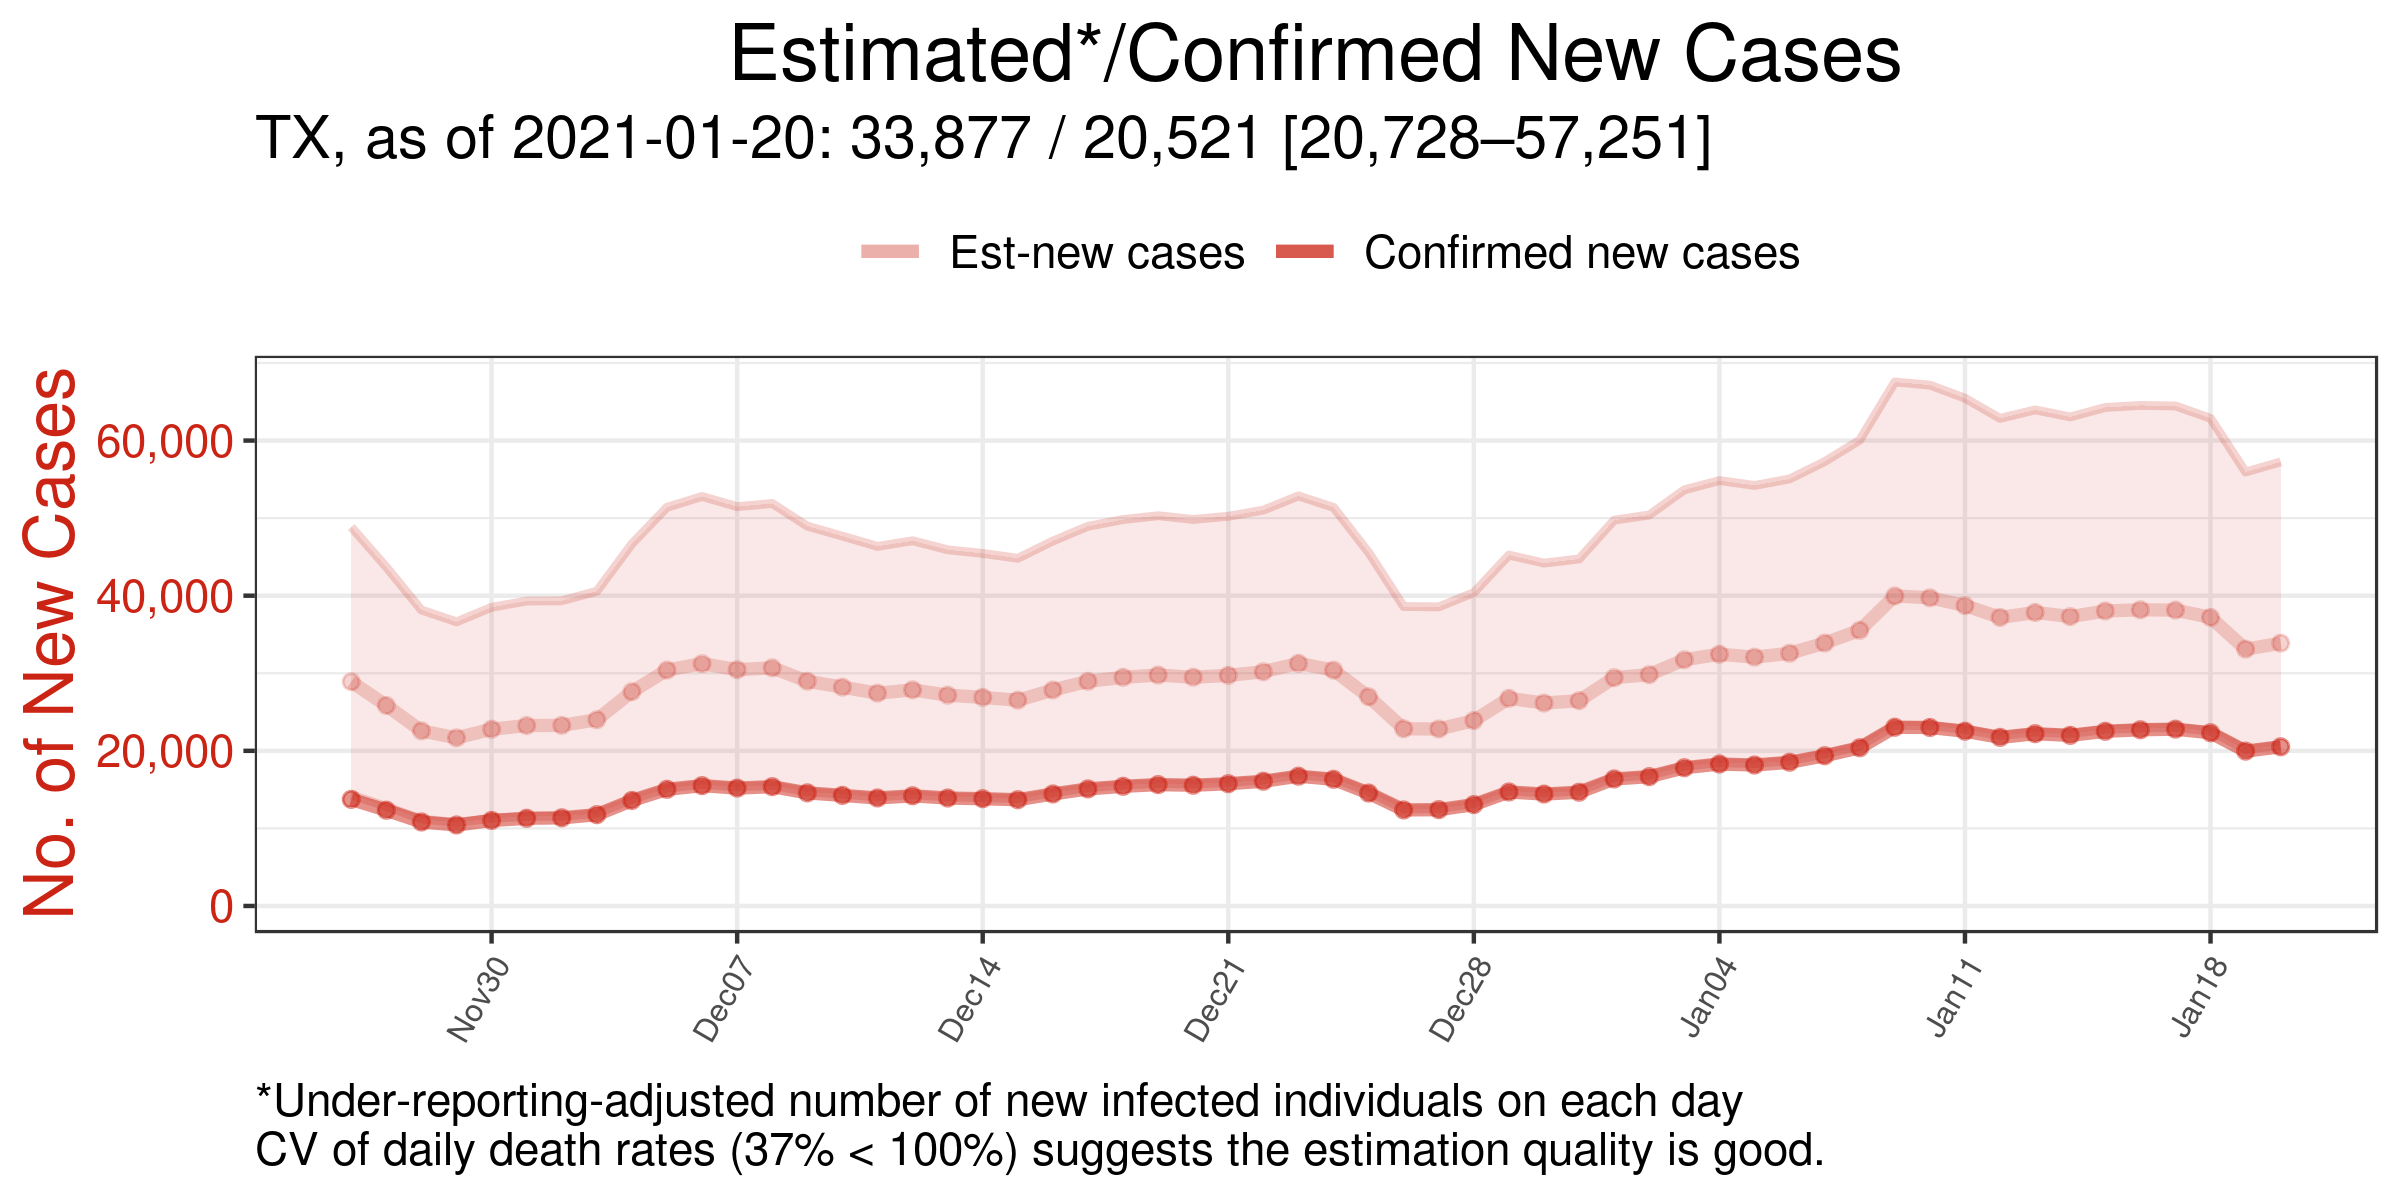 Estimated*/Confirmed New Cases
TX, as of 2021-01-20: 33,877 / 20,521 [20,728–57,251]
Est-new cases
Confirmed new cases
No. of New Cases
60,000
40,000
20,000
0
Nov30
Dec07
Dec14
Dec21
Dec28
Jan04
Jan11
Jan18
*Under-reporting-adjusted number of new infected individuals on each day
CV of daily death rates (37% < 100%) suggests the estimation quality is good.